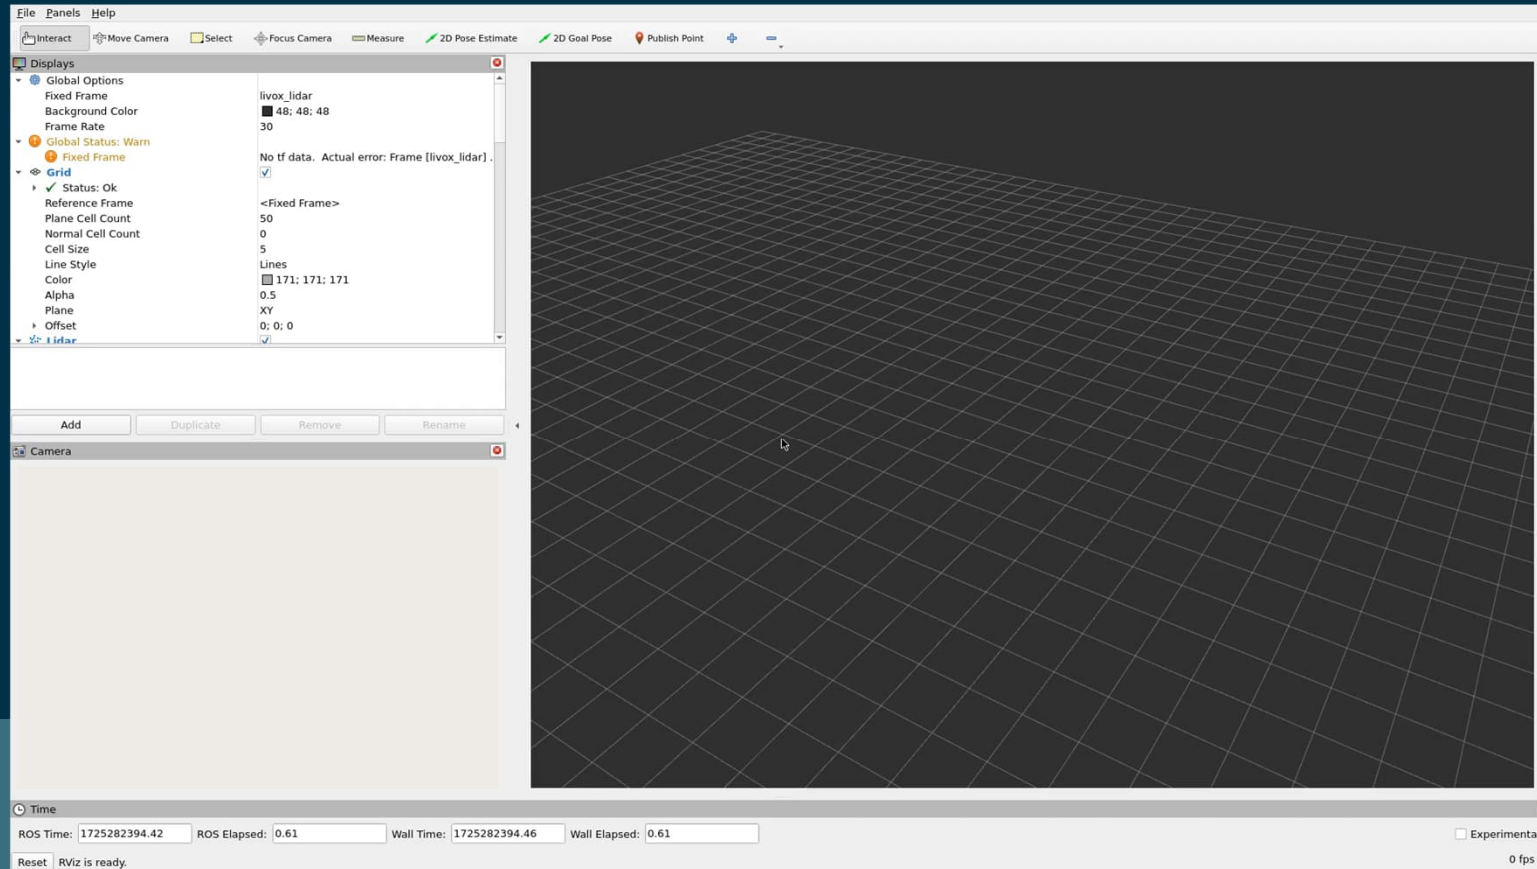 File Panels Help
Interact Move Camera Select Focus Camera Measure 2D Pose Estimate 2D Goal Pose Publish Point
Displays
Global Options
Fixed Frame livox_lidar
Background Color 48; 48; 48
Frame Rate 30
Global Status: Warn
Fixed Frame No tf data. Actual error: Frame [livox_lidar] .
Grid
Status: Ok
Reference Frame <Fixed Frame>
Plane Cell Count 50
Normal Cell Count 0
Cell Size 5
Line Style Lines
Color 171; 171; 171
Alpha 0.5
Plane XY
Offset 0; 0; 0
Lidar
Add Duplicate Remove Rename
Camera
Time
ROS Time: 1725282394.42 ROS Elapsed: 0.61 Wall Time: 1725282394.46 Wall Elapsed: 0.61 Experimenta
Reset RViz is ready. 0 fps